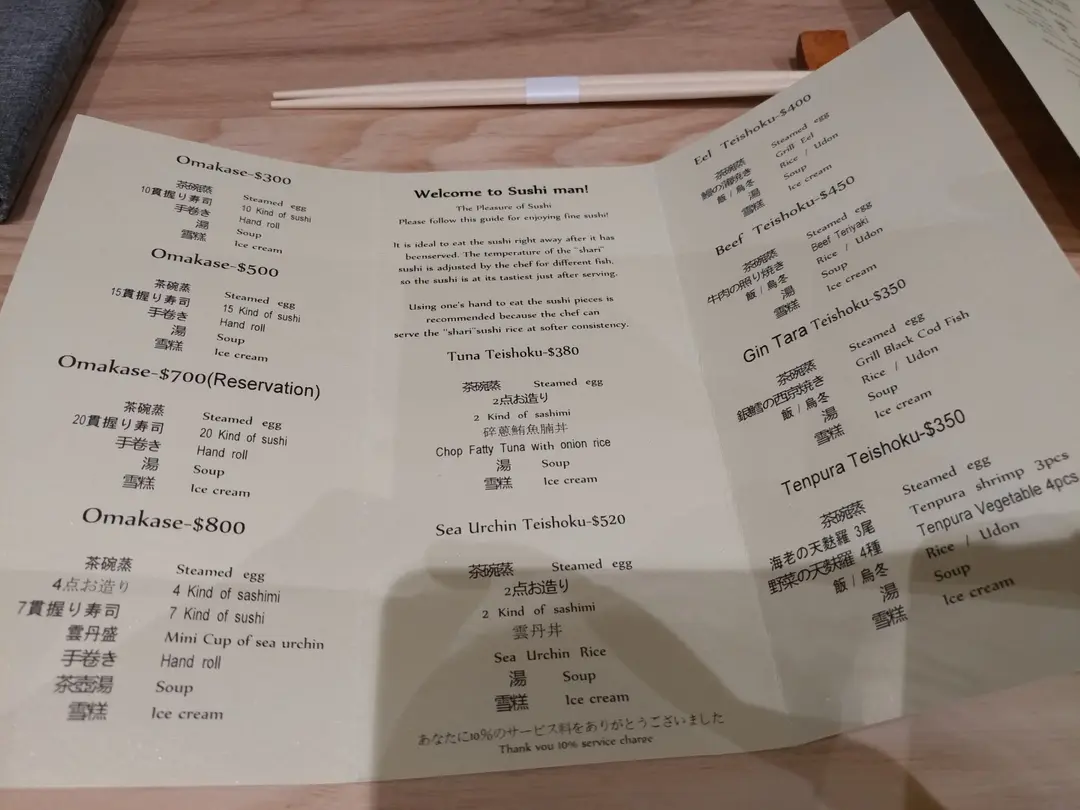 Omakase-$300
茶碗蒸 Steamed egg
10貫握り寿司 10 Kind of sushi
手巻き Hand roll
湯 Soup
雪糕 Ice cream
Omakase-$500
茶碗蒸 Steamed egg
15貫握り寿司 15 Kind of sushi
手巻き Hand roll
湯 Soup
雪糕 Ice cream
Omakase-$700(Reservation)
茶碗蒸 Steamed egg
20貫握り寿司 20 Kind of sushi
手巻き Hand roll
湯 Soup
雪糕 Ice cream
Omakase-$800
茶碗蒸 Steamed egg
4点お造り 4 Kind of sashimi
7貫握り寿司 7 Kind of sushi
雲丹盛 Mini Cup of sea urchin
手巻き Hand roll
茶壺湯 Soup
雪糕 Ice cream
Welcome to Sushi man!
The Pleasure of Sushi
Please follow this guide for enjoying fine sushi!
It is ideal to eat the sushi right away after it has
beenserved. The temperature of the "shari"
sushi is adjusted by the chef for different fish,
so the sushi is at its tastiest just after serving.
Using one's hand to eat the sushi pieces is
recommended because the chef can
serve the "shari"sushi rice at softer consistency.
Tuna Teishoku-$380
茶碗蒸 Steamed egg
2点お造り
2 Kind of sashimi
碎蔥鮪魚腩丼
Chop Fatty Tuna with onion rice
湯 Soup
雪糕 Ice cream
Sea Urchin Teishoku-$520
茶碗蒸 Steamed egg
2点お造り
2 Kind of sashimi
雲丹丼
Sea Urchin Rice
湯 Soup
雪糕 Ice cream
あなたに10%のサービス料をありがとうございました
Thank you 10% service charge
Eel Teishoku-$400
茶碗蒸 Steamed egg
鰻の蒲焼き Grill Eel
飯 / 烏冬 Rice / Udon
湯 Soup
雪糕 Ice cream
Beef Teishoku-$450
茶碗蒸 Steamed egg
牛肉の照り焼き Beef Teriyaki
飯 / 烏冬 Rice / Udon
湯 Soup
雪糕 Ice cream
Gin Tara Teishoku-$350
茶碗蒸 Steamed egg
銀鱈の西京焼き Grill Black Cod Fish
飯 / 烏冬 Rice / Udon
湯 Soup
雪糕 Ice cream
Tenpura Teishoku-$350
茶碗蒸 Steamed egg
海老の天麩羅 3尾 Tenpura shrimp 3pcs
野菜の天麩羅 4種 Tenpura Vegetable 4pcs
飯 / 烏冬 Rice / Udon
湯 Soup
雪糕 Ice cream